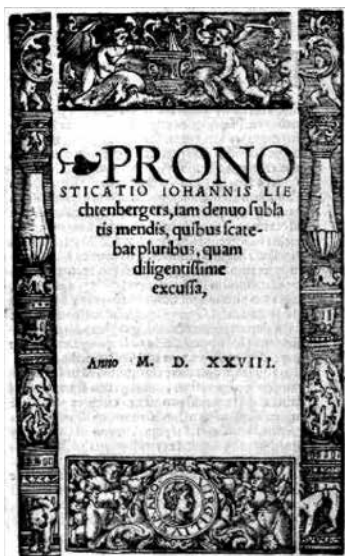 PRONO
STICATIO IOHANNIS LIE
chtenbergers, iam denuo ſubla
tis mendis, quibus ſcate-
bat pluribus, quam
diligentiſſime
excuſſa,
Anno M. D. XXVIII.